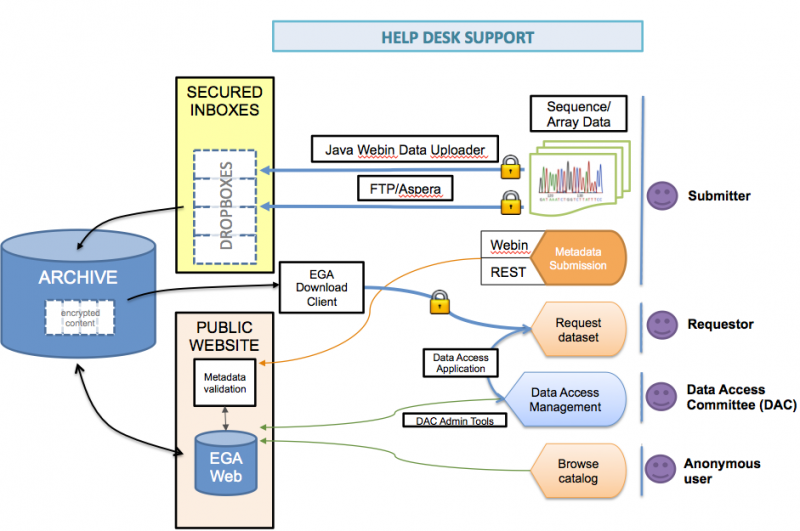 HELP DESK SUPPORT
SECURED
INBOXES
DROPBOXES
Java Webin Data Uploader
FTP/Aspera
Sequence/
Array Data
Submitter
Webin
REST
Metadata
Submission
ARCHIVE
encrypted
content
EGA
Download
Client
Request
dataset
Requestor
PUBLIC
WEBSITE
Metadata
validation
EGA
Web
Data Access
Application
Data Access
Management
DAC Admin Tools
Data Access
Committee (DAC)
Browse
catalog
Anonymous
user